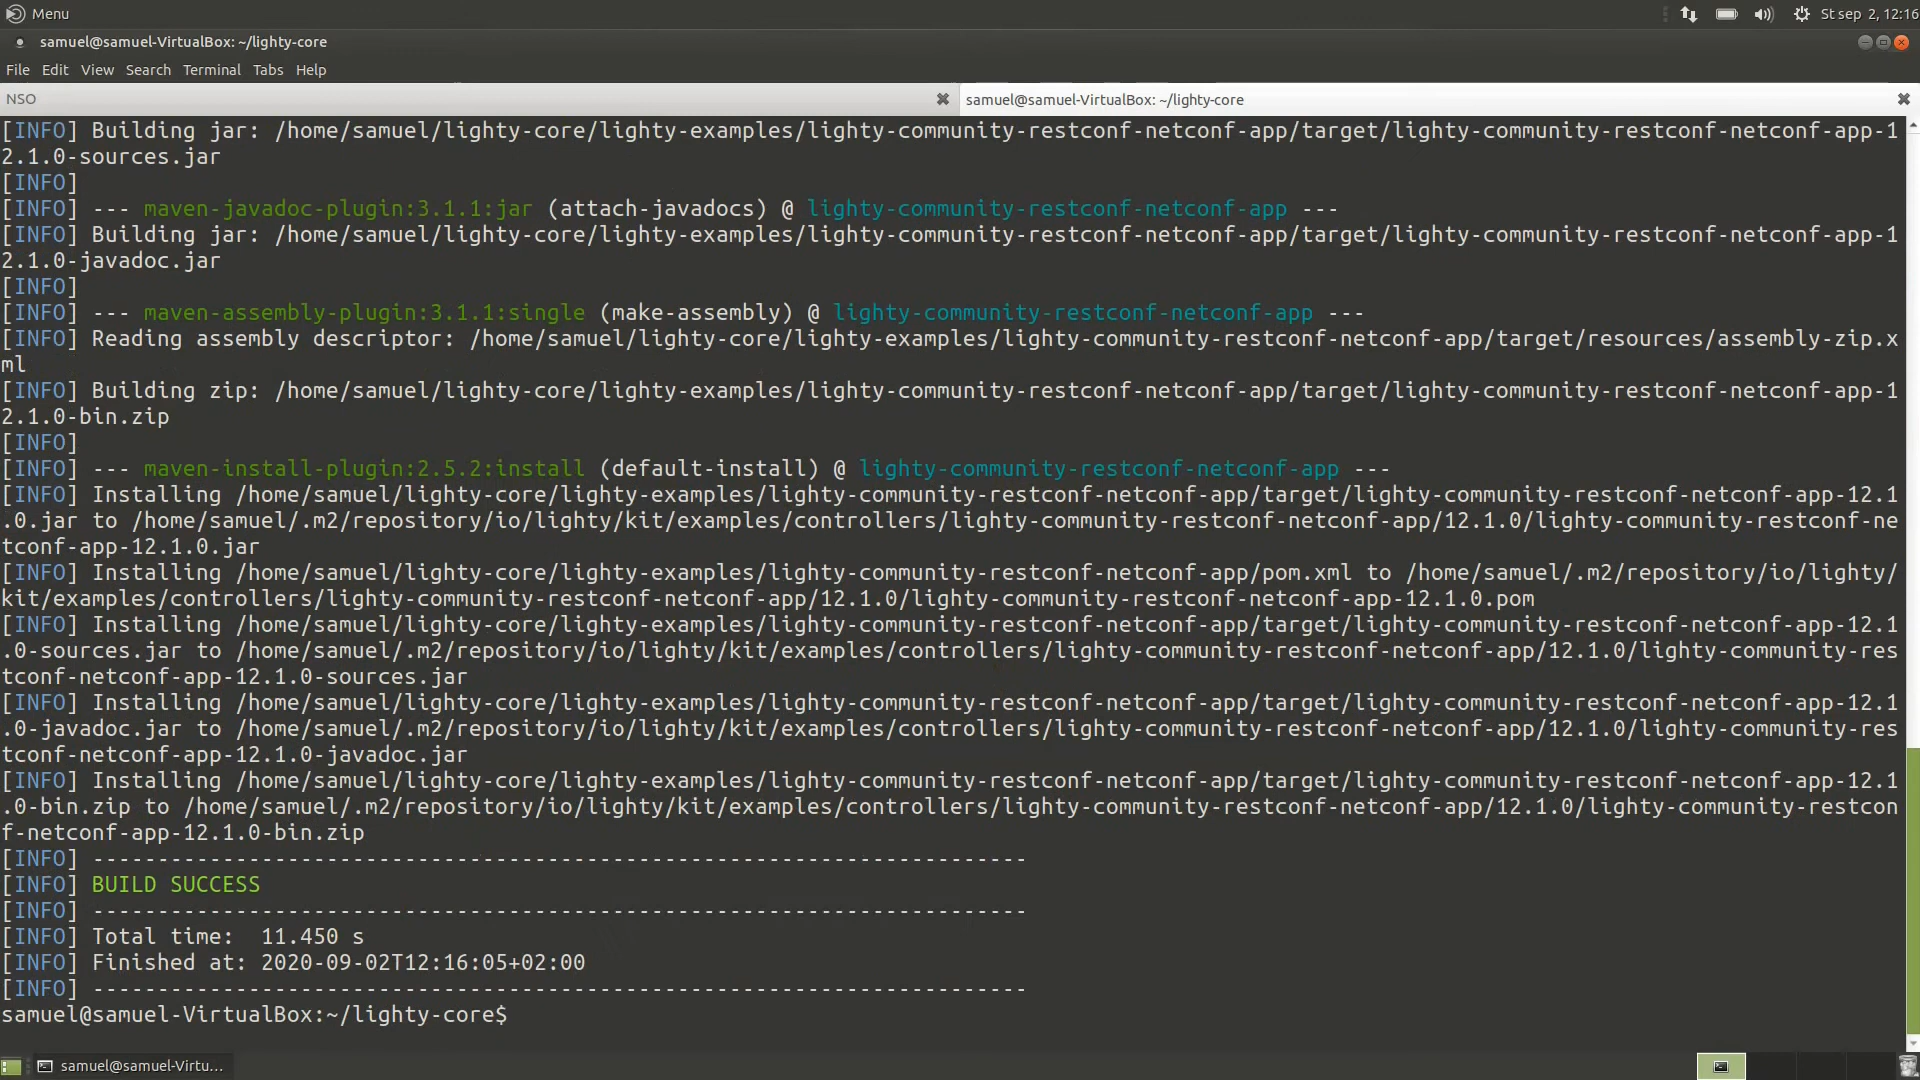 Menu
St sep 2, 12:16
samuel@samuel-VirtualBox: ~/lighty-core
File Edit View Search Terminal Tabs Help
NSO
samuel@samuel-VirtualBox: ~/lighty-core
[INFO] Building jar: /home/samuel/lighty-core/lighty-examples/lighty-community-restconf-netconf-app/target/lighty-community-restconf-netconf-app-1
2.1.0-sources.jar
[INFO]
[INFO] --- maven-javadoc-plugin:3.1.1:jar (attach-javadocs) @ lighty-community-restconf-netconf-app ---
[INFO] Building jar: /home/samuel/lighty-core/lighty-examples/lighty-community-restconf-netconf-app/target/lighty-community-restconf-netconf-app-1
2.1.0-javadoc.jar
[INFO]
[INFO] --- maven-assembly-plugin:3.1.1:single (make-assembly) @ lighty-community-restconf-netconf-app ---
[INFO] Reading assembly descriptor: /home/samuel/lighty-core/lighty-examples/lighty-community-restconf-netconf-app/target/resources/assembly-zip.x
ml
[INFO] Building zip: /home/samuel/lighty-core/lighty-examples/lighty-community-restconf-netconf-app/target/lighty-community-restconf-netconf-app-1
2.1.0-bin.zip
[INFO]
[INFO] --- maven-install-plugin:2.5.2:install (default-install) @ lighty-community-restconf-netconf-app ---
[INFO] Installing /home/samuel/lighty-core/lighty-examples/lighty-community-restconf-netconf-app/target/lighty-community-restconf-netconf-app-12.1
.0.jar to /home/samuel/.m2/repository/io/lighty/kit/examples/controllers/lighty-community-restconf-netconf-app/12.1.0/lighty-community-restconf-ne
tconf-app-12.1.0.jar
[INFO] Installing /home/samuel/lighty-core/lighty-examples/lighty-community-restconf-netconf-app/pom.xml to /home/samuel/.m2/repository/io/lighty/
kit/examples/controllers/lighty-community-restconf-netconf-app/12.1.0/lighty-community-restconf-netconf-app-12.1.0.pom
[INFO] Installing /home/samuel/lighty-core/lighty-examples/lighty-community-restconf-netconf-app/target/lighty-community-restconf-netconf-app-12.1
.0-sources.jar to /home/samuel/.m2/repository/io/lighty/kit/examples/controllers/lighty-community-restconf-netconf-app/12.1.0/lighty-community-res
tconf-netconf-app-12.1.0-sources.jar
[INFO] Installing /home/samuel/lighty-core/lighty-examples/lighty-community-restconf-netconf-app/target/lighty-community-restconf-netconf-app-12.1
.0-javadoc.jar to /home/samuel/.m2/repository/io/lighty/kit/examples/controllers/lighty-community-restconf-netconf-app/12.1.0/lighty-community-res
tconf-netconf-app-12.1.0-javadoc.jar
[INFO] Installing /home/samuel/lighty-core/lighty-examples/lighty-community-restconf-netconf-app/target/lighty-community-restconf-netconf-app-12.1
.0-bin.zip to /home/samuel/.m2/repository/io/lighty/kit/examples/controllers/lighty-community-restconf-netconf-app/12.1.0/lighty-community-restcon
f-netconf-app-12.1.0-bin.zip
[INFO] ------------------------------------------------------------------------
[INFO] BUILD SUCCESS
[INFO] ------------------------------------------------------------------------
[INFO] Total time:  11.450 s
[INFO] Finished at: 2020-09-02T12:16:05+02:00
[INFO] ------------------------------------------------------------------------
samuel@samuel-VirtualBox:~/lighty-core$
samuel@samuel-Virtu...